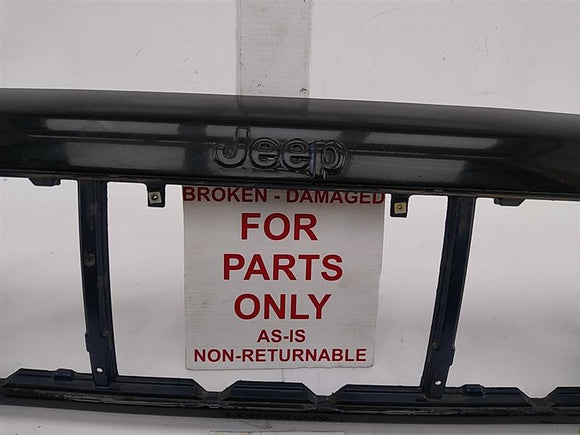 Jeep
BROKEN - DAMAGED
FOR
PARTS
ONLY
AS-IS
NON-RETURNABLE